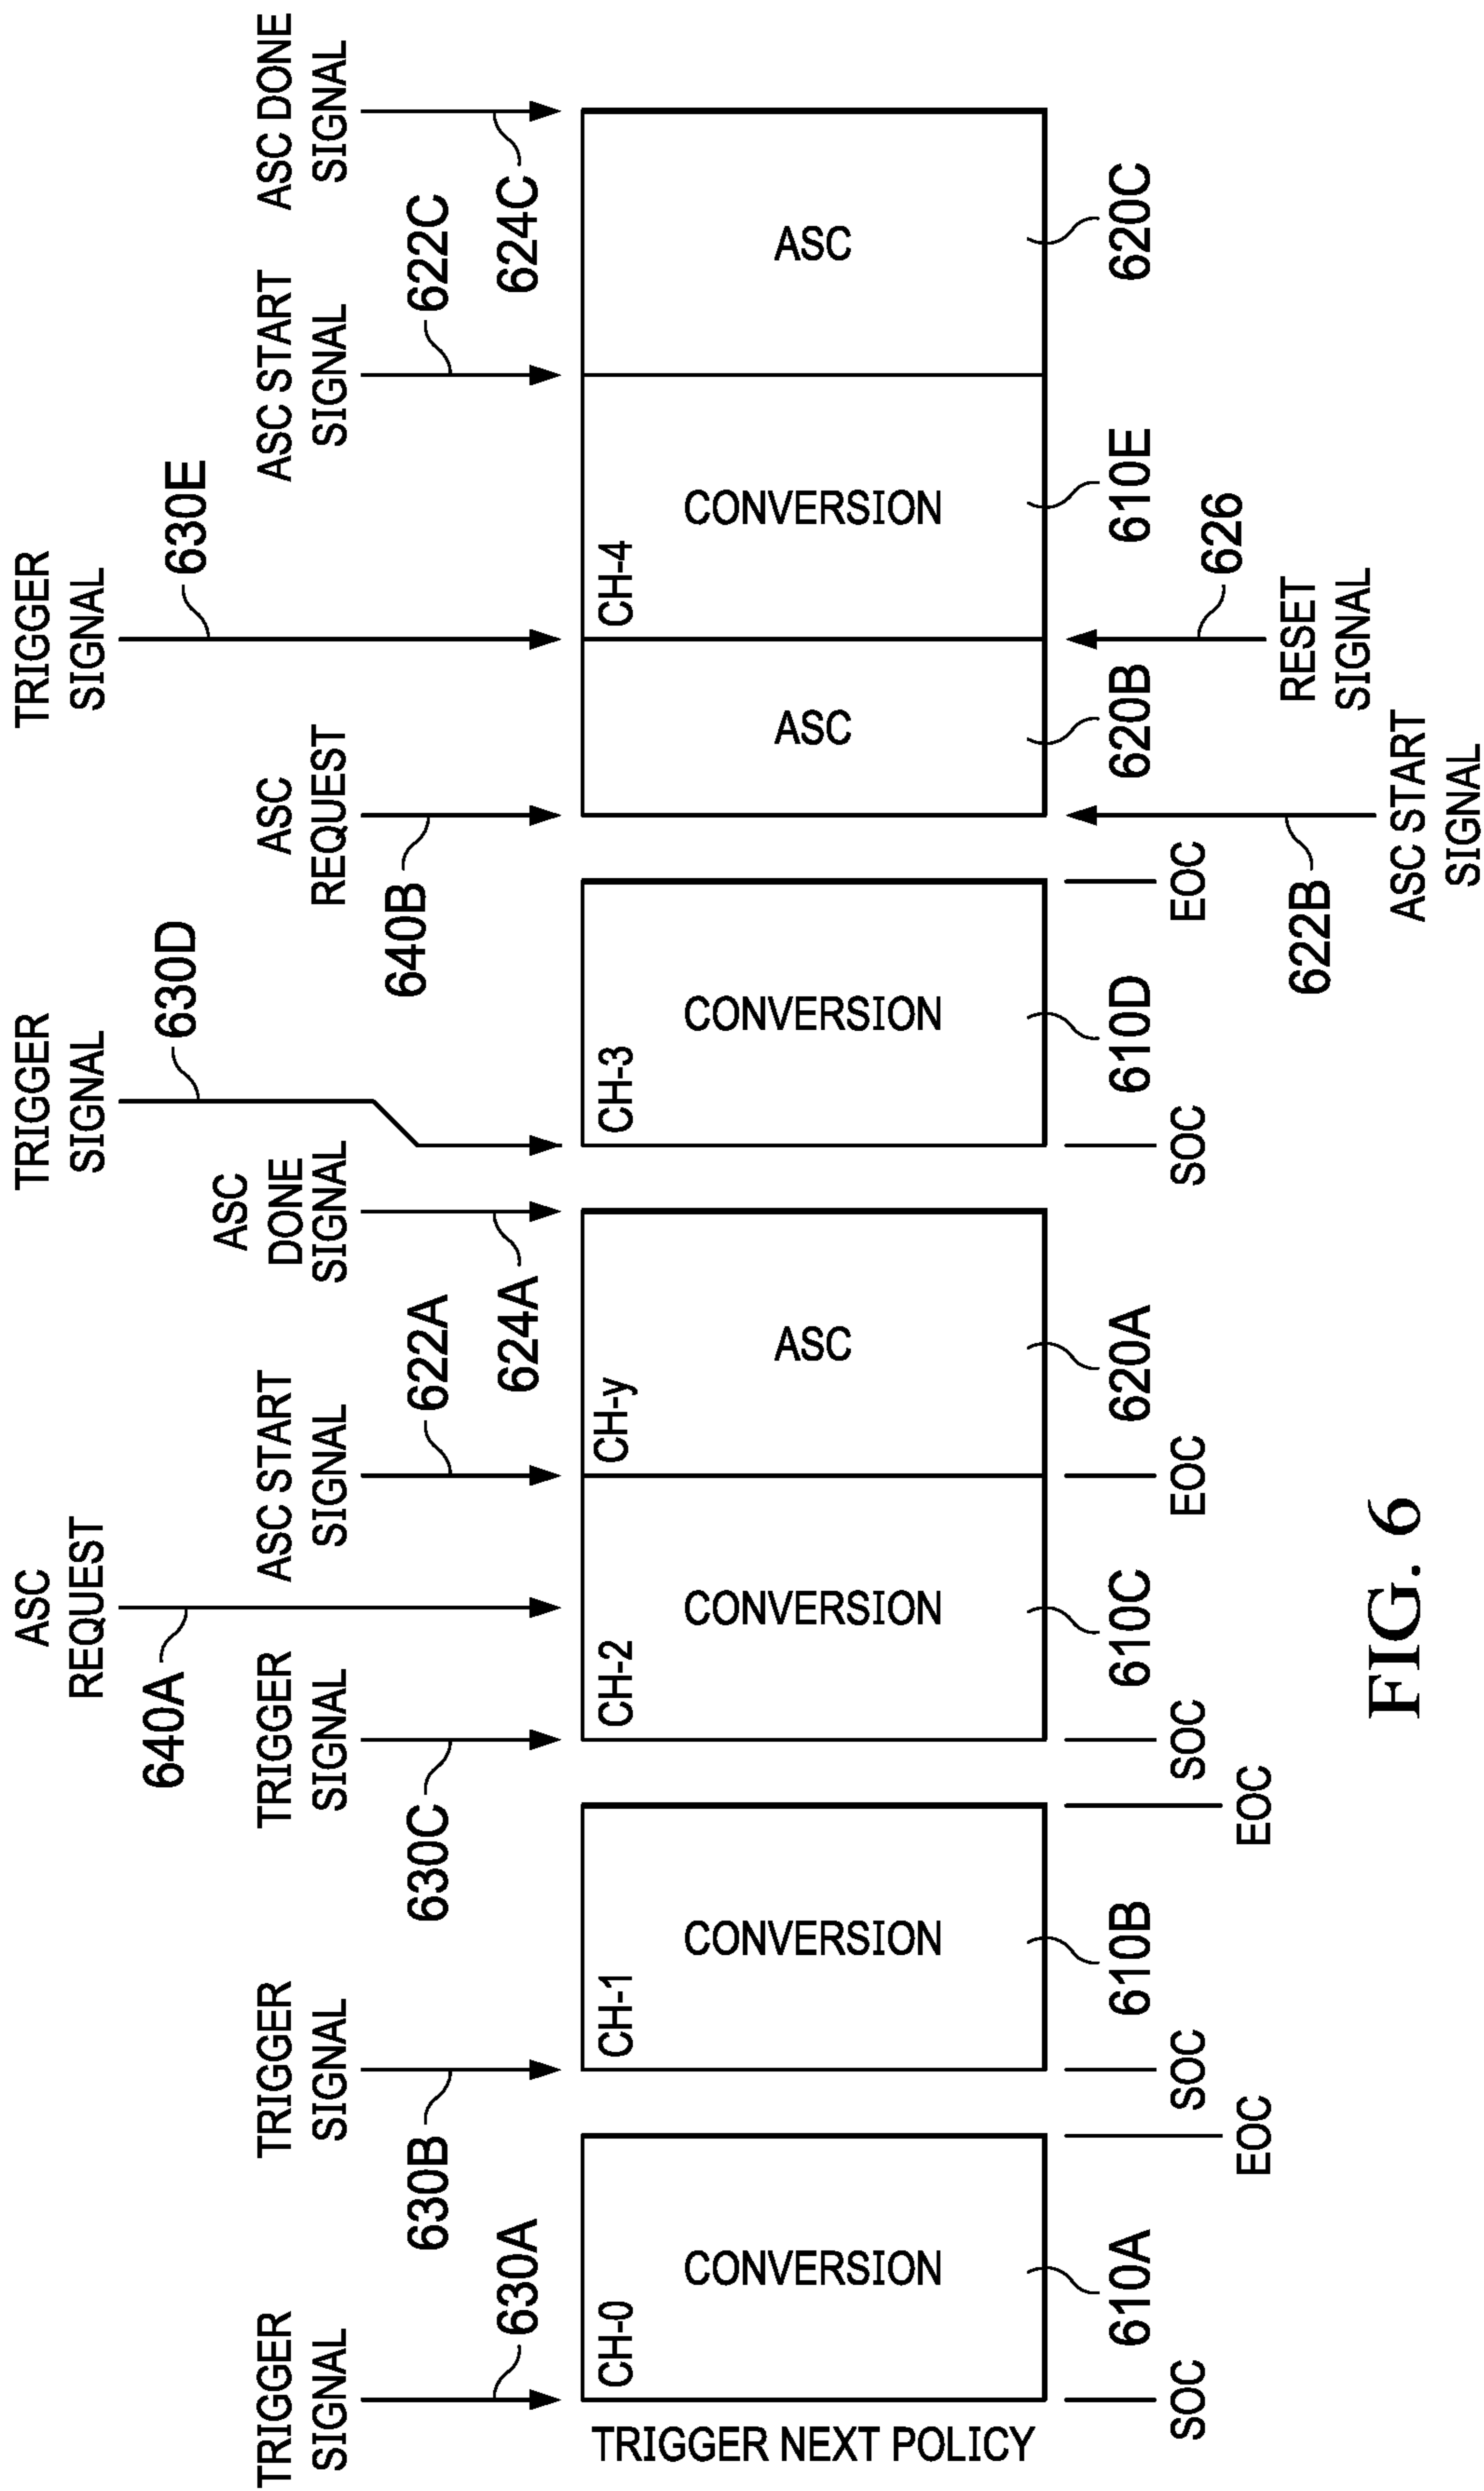 TRIGGER
SIGNAL
630A
TRIGGER
SIGNAL
630B
TRIGGER
SIGNAL
630C
ASC
REQUEST
640A
ASC START
SIGNAL
622A
ASC
DONE
SIGNAL
624A
TRIGGER
SIGNAL
630D
ASC
REQUEST
640B
TRIGGER
SIGNAL
630E
ASC START
SIGNAL
622C
ASC DONE
SIGNAL
624C
TRIGGER NEXT POLICY
CH-0
CONVERSION
610A
CH-1
CONVERSION
610B
CH-2
CONVERSION
610C
CH-y
ASC
620A
CH-3
CONVERSION
610D
ASC
620B
CH-4
CONVERSION
610E
ASC
620C
SOC
EOC
SOC
EOC
SOC
EOC
SOC
EOC
622B
ASC START
SIGNAL
626
RESET
SIGNAL
FIG. 6